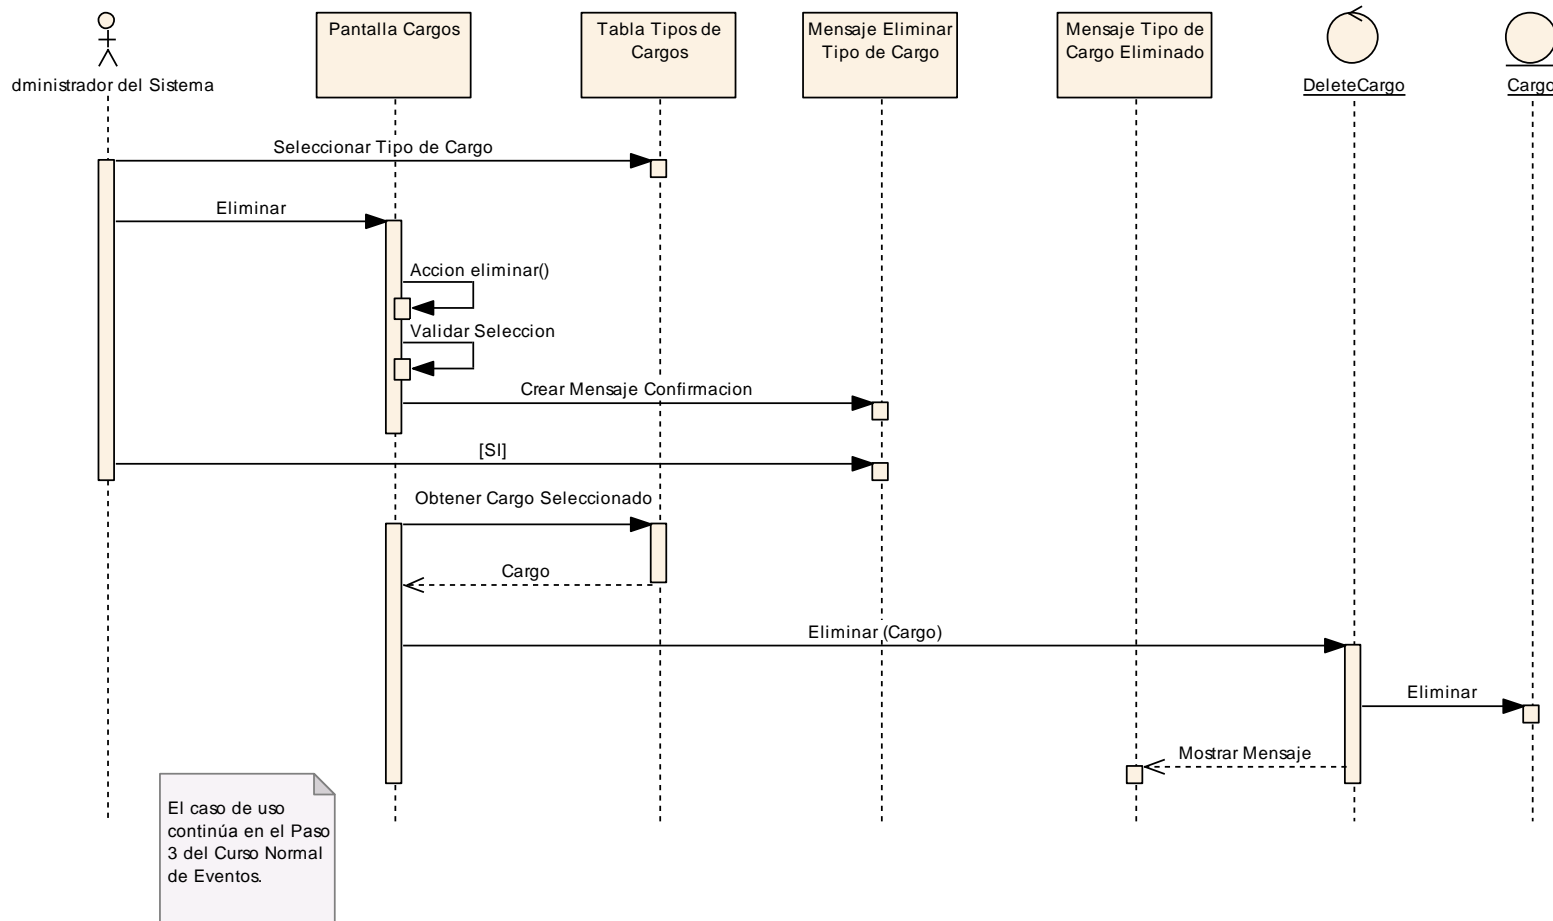 dministrador del Sistema
Pantalla Cargos
Tabla Tipos de
Cargos
Mensaje Eliminar
Tipo de Cargo
Mensaje Tipo de
Cargo Eliminado
DeleteCargo
Cargo
Seleccionar Tipo de Cargo
Eliminar
Accion eliminar()
Validar Seleccion
Crear Mensaje Confirmacion
[SI]
Obtener Cargo Seleccionado
Cargo
Eliminar (Cargo)
Eliminar
Mostrar Mensaje
El caso de uso
continúa en el Paso
3 del Curso Normal
de Eventos.